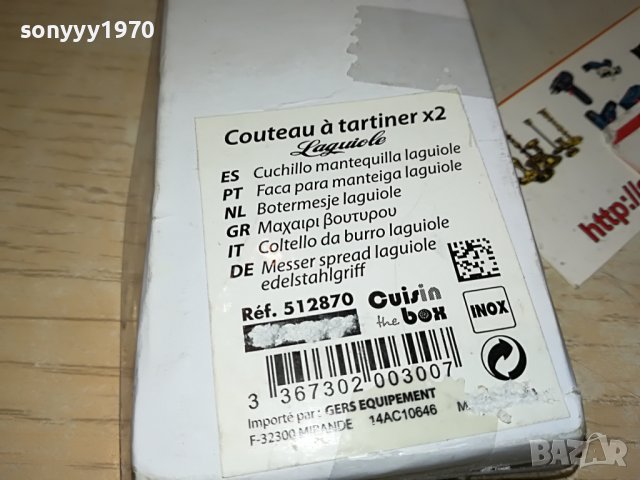 sonyyy1970
Couteau à tartiner x2
Laguiole
ES Cuchillo mantequilla laguiole
PT Faca para manteiga laguiole
NL Botermesje laguiole
GR Μαχαιρι βουτυρου
IT Coltello da burro laguiole
DE Messer spread laguiole
edelstahlgriff
Réf. 512870
Cuisin
the box
INOX
3 367302 003007
Importé par : GERS EQUIPEMENT
F-32300 MIRANDE 14AC10646
http:/
BAZAR